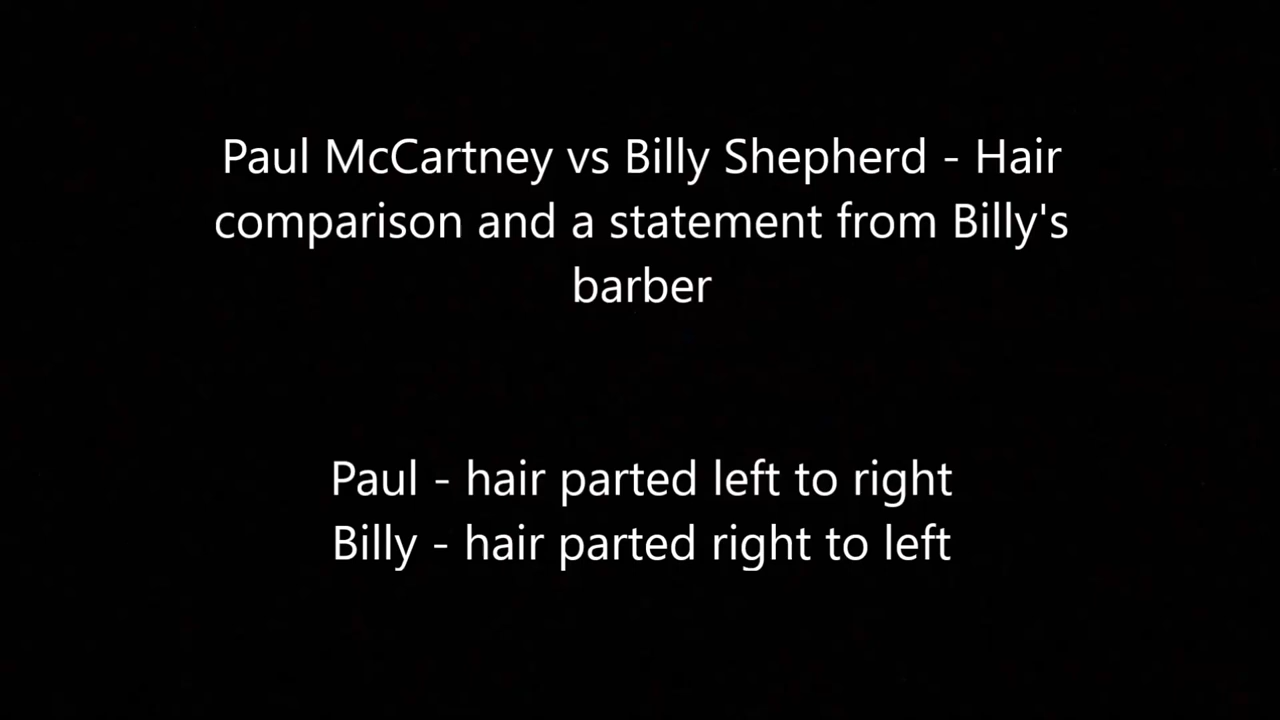 Paul McCartney vs Billy Shepherd - Hair
comparison and a statement from Billy's
barber
Paul - hair parted left to right
Billy - hair parted right to left